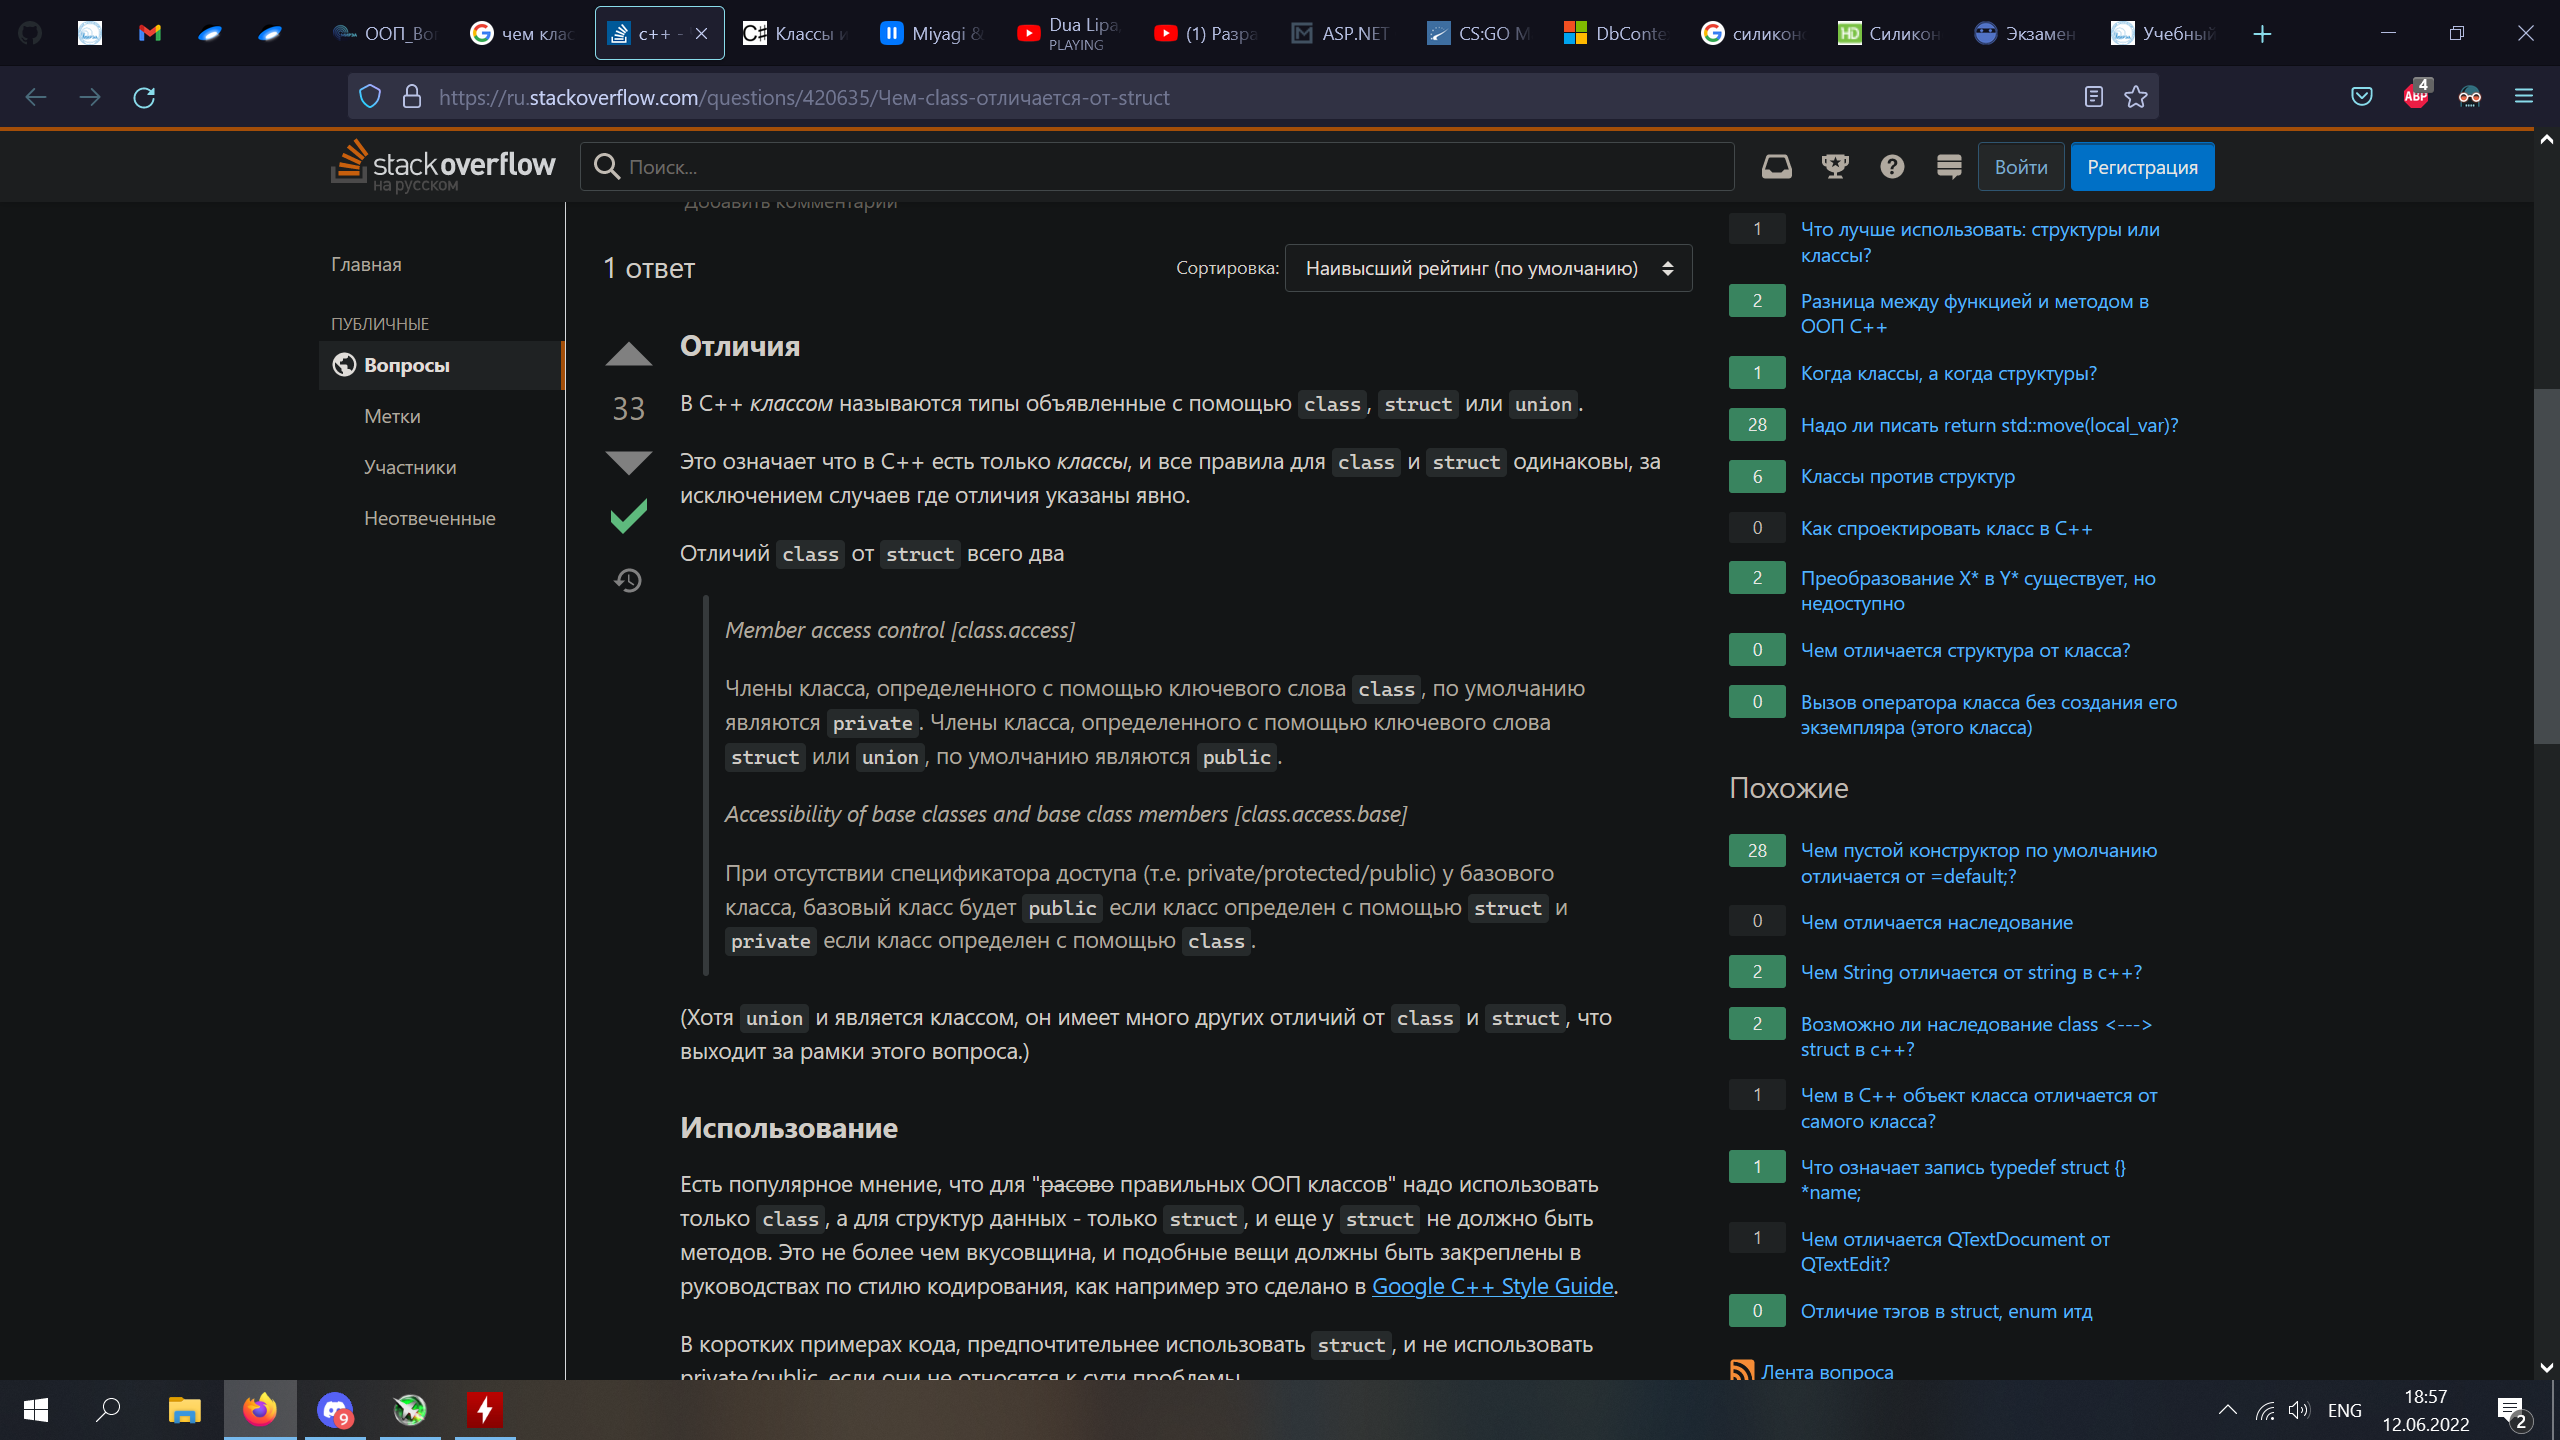 ООП_Во
чем клас
c++ -
C# Классы и
Miyagi &
Dua Lipa
PLAYING
(1) Разра
ASP.NET
CS:GO M
DbConte
силикон
HD Силикон
Экзамен
Учебный
https://ru.stackoverflow.com/questions/420635/Чем-class-отличается-от-struct
ABP 4
stackoverflow
на русском
Поиск...
Войти
Регистрация
Главная
ПУБЛИЧНЫЕ
Вопросы
Метки
Участники
Неотвеченные
Добавить комментарий
1 ответ
Сортировка: Наивысший рейтинг (по умолчанию)
33
Отличия
В C++ классом называются типы объявленные с помощью class, struct или union.
Это означает что в C++ есть только классы, и все правила для class и struct одинаковы, за
исключением случаев где отличия указаны явно.
Отличий class от struct всего два
Member access control [class.access]
Члены класса, определенного с помощью ключевого слова class, по умолчанию
являются private. Члены класса, определенного с помощью ключевого слова
struct или union, по умолчанию являются public.
Accessibility of base classes and base class members [class.access.base]
При отсутствии спецификатора доступа (т.е. private/protected/public) у базового
класса, базовый класс будет public если класс определен с помощью struct и
private если класс определен с помощью class.
(Хотя union и является классом, он имеет много других отличий от class и struct, что
выходит за рамки этого вопроса.)
Использование
Есть популярное мнение, что для "расово правильных ООП классов" надо использовать
только class, а для структур данных - только struct, и еще у struct не должно быть
методов. Это не более чем вкусовщина, и подобные вещи должны быть закреплены в
руководствах по стилю кодирования, как например это сделано в Google C++ Style Guide.
В коротких примерах кода, предпочтительнее использовать struct, и не использовать
private/public, если они не относятся к сути проблемы.
1 Что лучше использовать: структуры или
классы?
2 Разница между функцией и методом в
ООП C++
1 Когда классы, а когда структуры?
28 Надо ли писать return std::move(local_var)?
6 Классы против структур
0 Как спроектировать класс в C++
2 Преобразование X* в Y* существует, но
недоступно
0 Чем отличается структура от класса?
0 Вызов оператора класса без создания его
экземпляра (этого класса)
Похожие
28 Чем пустой конструктор по умолчанию
отличается от =default;?
0 Чем отличается наследование
2 Чем String отличается от string в c++?
2 Возможно ли наследование class <--->
struct в c++?
1 Чем в C++ объект класса отличается от
самого класса?
1 Что означает запись typedef struct {}
*name;
1 Чем отличается QTextDocument от
QTextEdit?
0 Отличие тэгов в struct, enum итд
Лента вопроса
9
ENG
18:57
12.06.2022
2